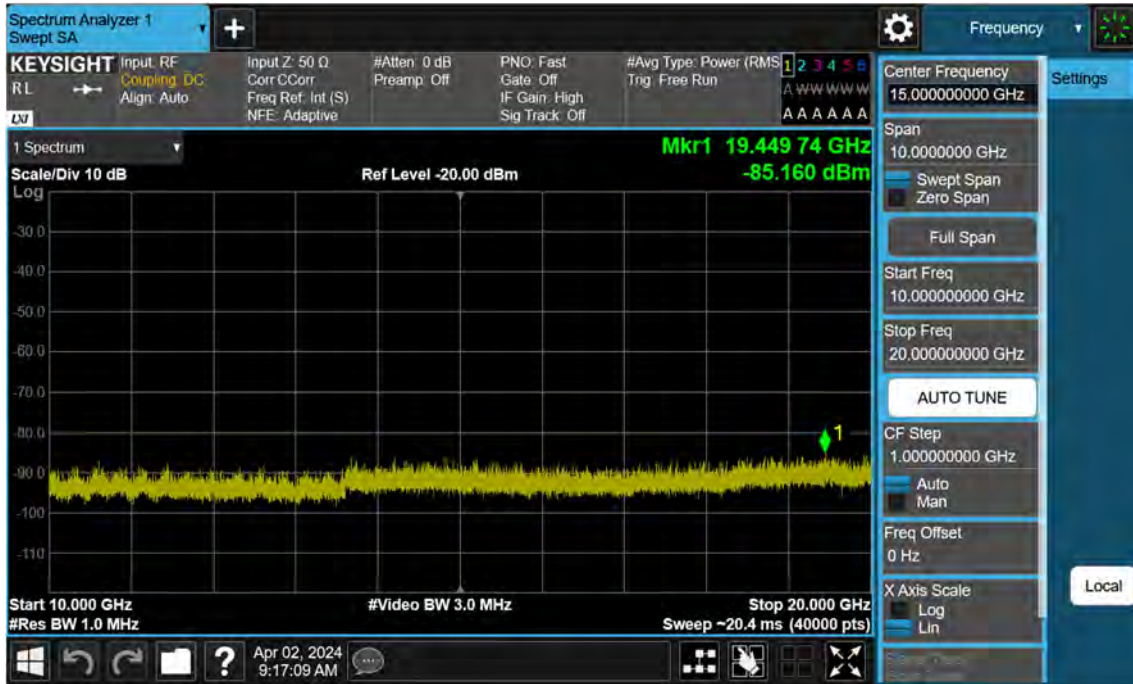 Spectrum Analyzer 1
Swept SA
Frequency
KEYSIGHT
RL
LXI
Input: RF
Coupling: DC
Align: Auto
Input Z: 50 Ω
Corr CCorr
Freq Ref: Int (S)
NFE: Adaptive
#Atten: 0 dB
Preamp: Off
PNO: Fast
Gate: Off
IF Gain: High
Sig Track: Off
#Avg Type: Power (RMS
Trig: Free Run
1 2 3 4 5 6
A W W W W W
A A A A A A
1 Spectrum
Scale/Div 10 dB
Ref Level -20.00 dBm
Mkr1 19.449 74 GHz
-85.160 dBm
Log
-30.0
-40.0
-50.0
-60.0
-70.0
-80.0
-90.0
-100
-110
1
Start 10.000 GHz
#Video BW 3.0 MHz
Stop 20.000 GHz
#Res BW 1.0 MHz
Sweep ~20.4 ms (40000 pts)
Center Frequency
15.000000000 GHz
Span
10.0000000 GHz
Swept Span
Zero Span
Full Span
Start Freq
10.000000000 GHz
Stop Freq
20.000000000 GHz
AUTO TUNE
CF Step
1.000000000 GHz
Auto
Man
Freq Offset
0 Hz
X Axis Scale
Log
Lin
Settings
Local
Apr 02, 2024
9:17:09 AM